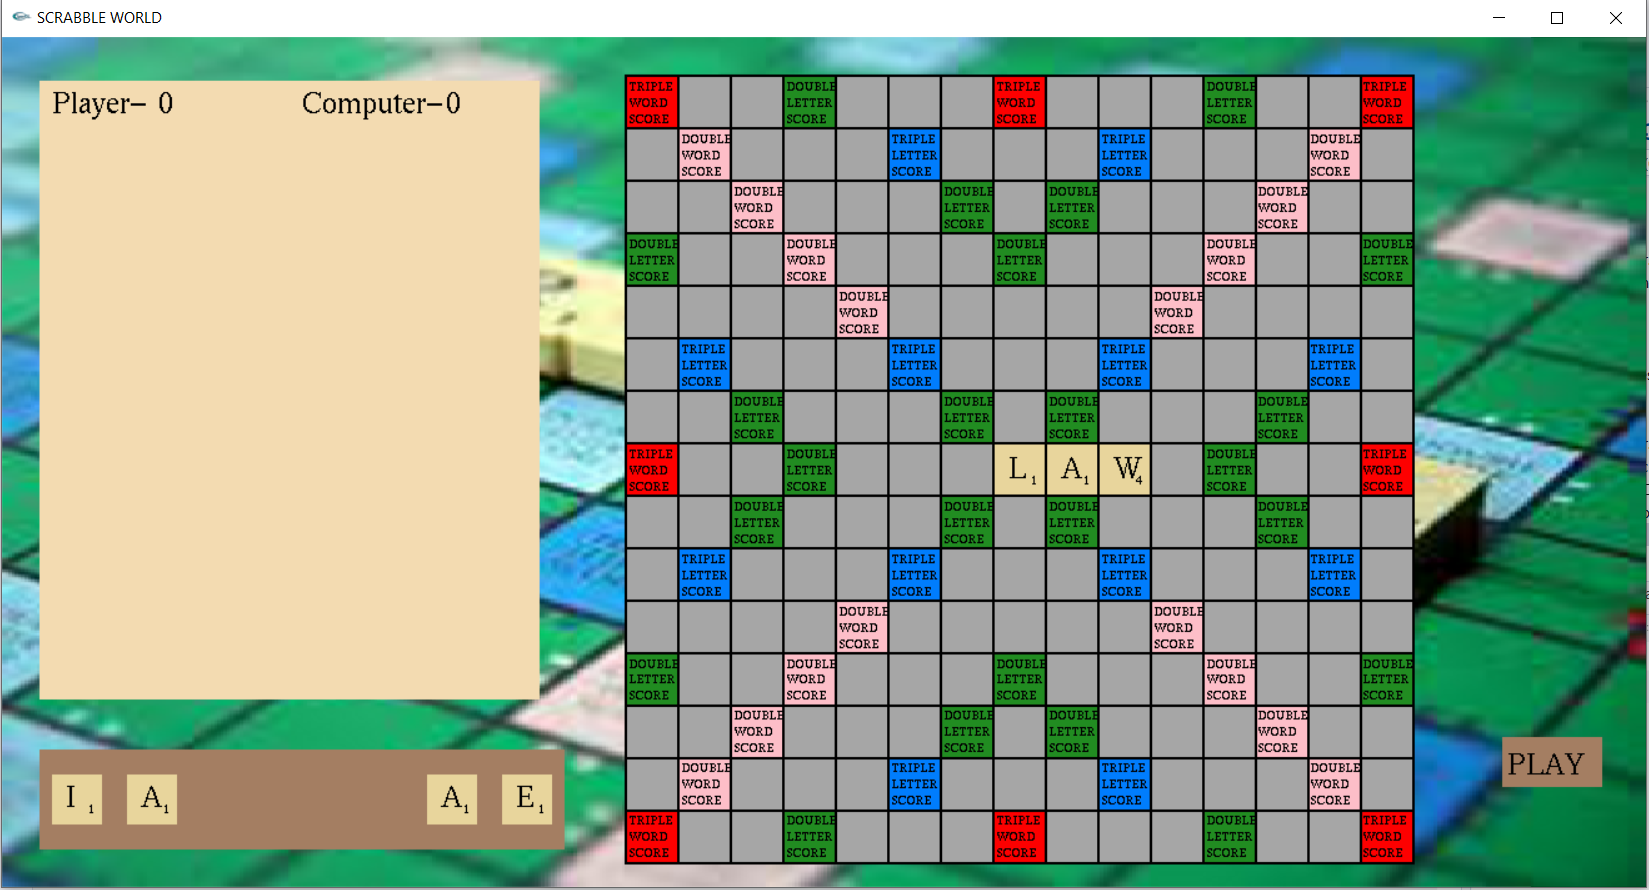 SCRABBLE WORLD
Player- 0 Computer-0
TRIPLE DOUBLE TRIPLE DOUBLE TRIPLE
WORD LETTER WORD LETTER WORD
SCORE SCORE SCORE SCORE SCORE
DOUBLE TRIPLE TRIPLE DOUBLE
WORD LETTER LETTER WORD
SCORE SCORE SCORE SCORE
DOUBLE DOUBLE DOUBLE DOUBLE
WORD LETTER LETTER WORD
SCORE SCORE SCORE SCORE
DOUBLE DOUBLE DOUBLE DOUBLE DOUBLE
LETTER WORD LETTER WORD LETTER
SCORE SCORE SCORE SCORE SCORE
DOUBLE DOUBLE
WORD WORD
SCORE SCORE
TRIPLE TRIPLE TRIPLE TRIPLE
LETTER LETTER LETTER LETTER
SCORE SCORE SCORE SCORE
DOUBLE DOUBLE DOUBLE DOUBLE
LETTER LETTER LETTER LETTER
SCORE SCORE SCORE SCORE
TRIPLE DOUBLE DOUBLE TRIPLE
WORD LETTER L1 A1 W4 LETTER WORD
SCORE SCORE SCORE SCORE
DOUBLE DOUBLE DOUBLE DOUBLE
LETTER LETTER LETTER LETTER
SCORE SCORE SCORE SCORE
TRIPLE TRIPLE TRIPLE TRIPLE
LETTER LETTER LETTER LETTER
SCORE SCORE SCORE SCORE
DOUBLE DOUBLE
WORD WORD
SCORE SCORE
DOUBLE DOUBLE DOUBLE DOUBLE DOUBLE
LETTER WORD LETTER WORD LETTER
SCORE SCORE SCORE SCORE SCORE
DOUBLE DOUBLE DOUBLE DOUBLE
WORD LETTER LETTER WORD
SCORE SCORE SCORE SCORE
DOUBLE TRIPLE TRIPLE DOUBLE
WORD LETTER LETTER WORD
SCORE SCORE SCORE SCORE
TRIPLE DOUBLE TRIPLE DOUBLE TRIPLE
WORD LETTER WORD LETTER WORD
SCORE SCORE SCORE SCORE SCORE
I1 A1 A1 E1
PLAY